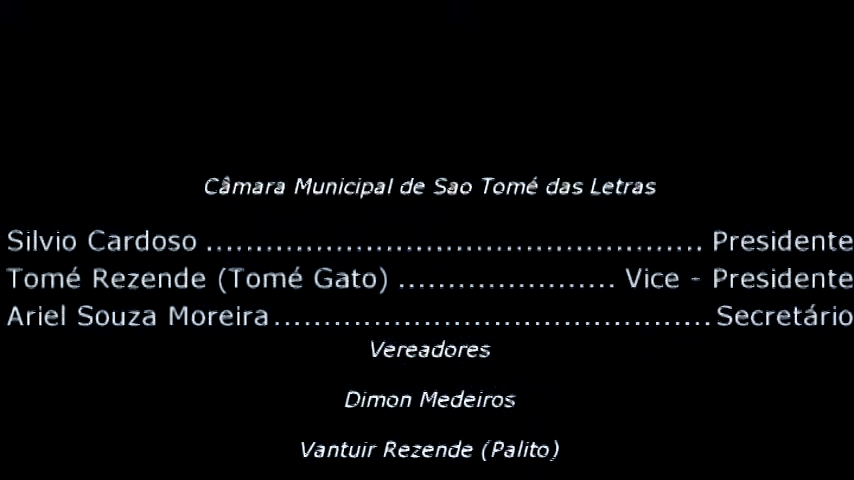 Câmara Municipal de Sao Tomé das Letras
Silvio Cardoso .................................................. Presidente
Tomé Rezende (Tomé Gato) ...................... Vice - Presidente
Ariel Souza Moreira............................................Secretário
Vereadores
Dimon Medeiros
Vantuir Rezende (Palito)